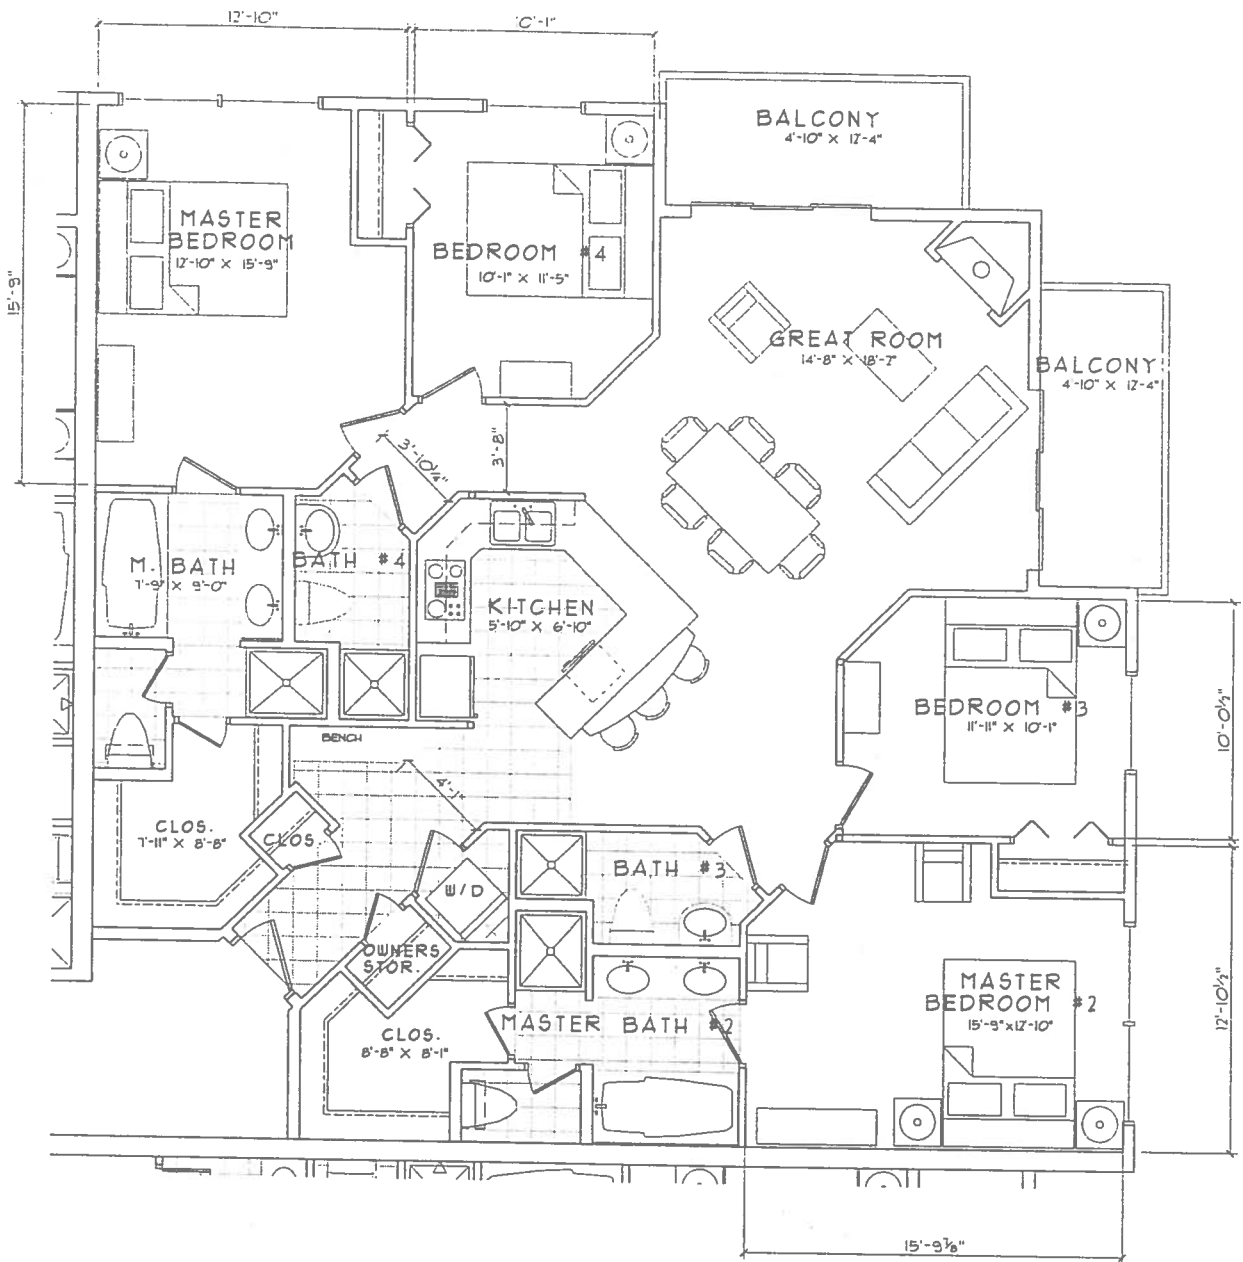 12'-10"
10'-1"
BALCONY
4'-10" X 12'-4"
MASTER
BEDROOM
12'-10" X 15'-9"
BEDROOM #4
10'-1" X 11'-5"
15'-9"
GREAT ROOM
14'-8" X 18'-2"
BALCONY
4'-10" X 12'-4"
3'-10¼"
3'-8"
M. BATH
7'-9" X 9'-0"
BATH #4
KITCHEN
5'-10" X 6'-10"
BEDROOM #3
11'-11" X 10'-1"
10'-0½"
BENCH
4'-1"
CLOS.
7'-11" X 8'-8"
CLOS.
W/D
BATH #3
OWNERS
STOR.
MASTER
BEDROOM #2
15'-9"x12'-10"
12'-10½"
CLOS.
8'-8" X 8'-1"
MASTER BATH #2
15'-9⅞"